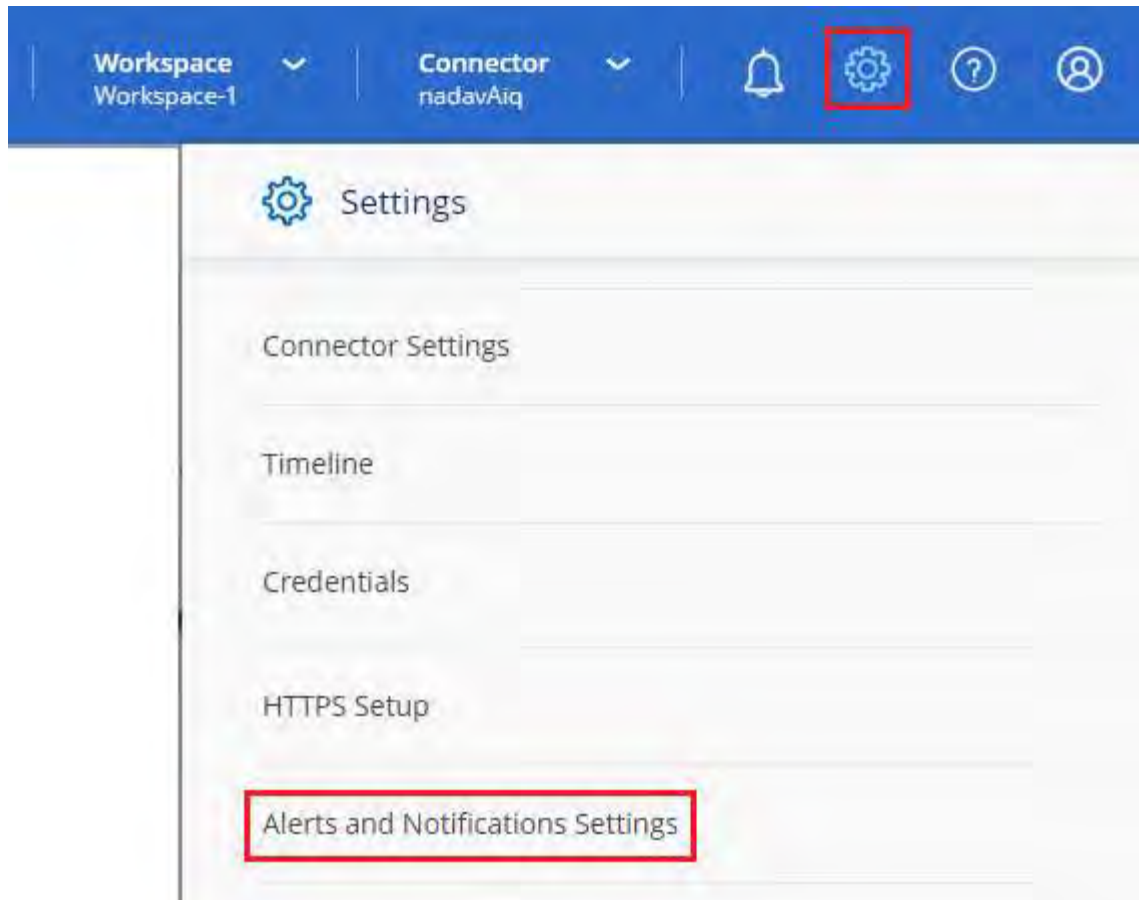 Workspace
Workspace-1
Connector
nadavAiq
?
Settings
Connector Settings
Timeline
Credentials
HTTPS Setup
Alerts and Notifications Settings